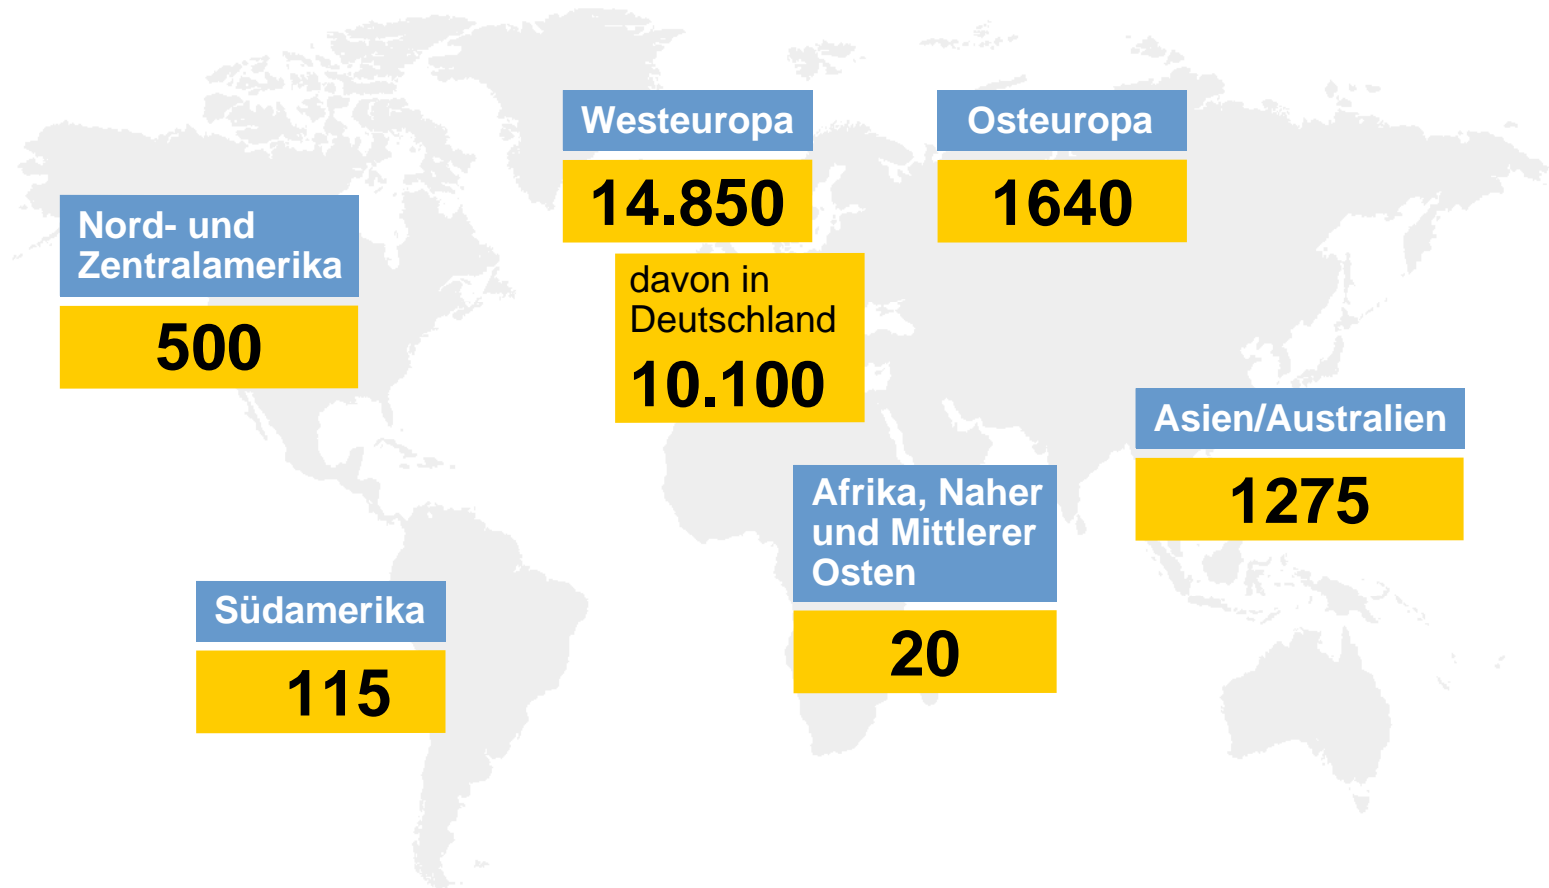 Westeuropa
14.850
davon in
Deutschland
10.100
Osteuropa
1640
Nord- und
Zentralamerika
500
Asien/Australien
1275
Afrika, Naher
und Mittlerer
Osten
20
Südamerika
115